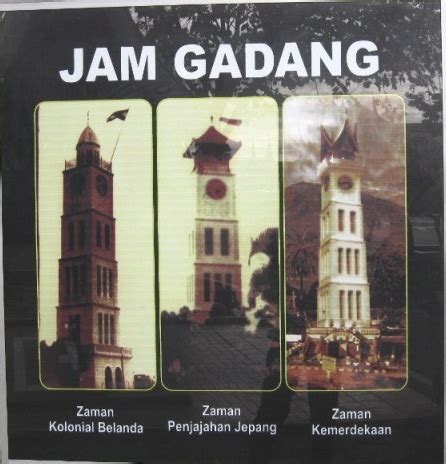 JAM GADANG
Zaman
Kolonial Belanda
Zaman
Penjajahan Jepang
Zaman
Kemerdekaan